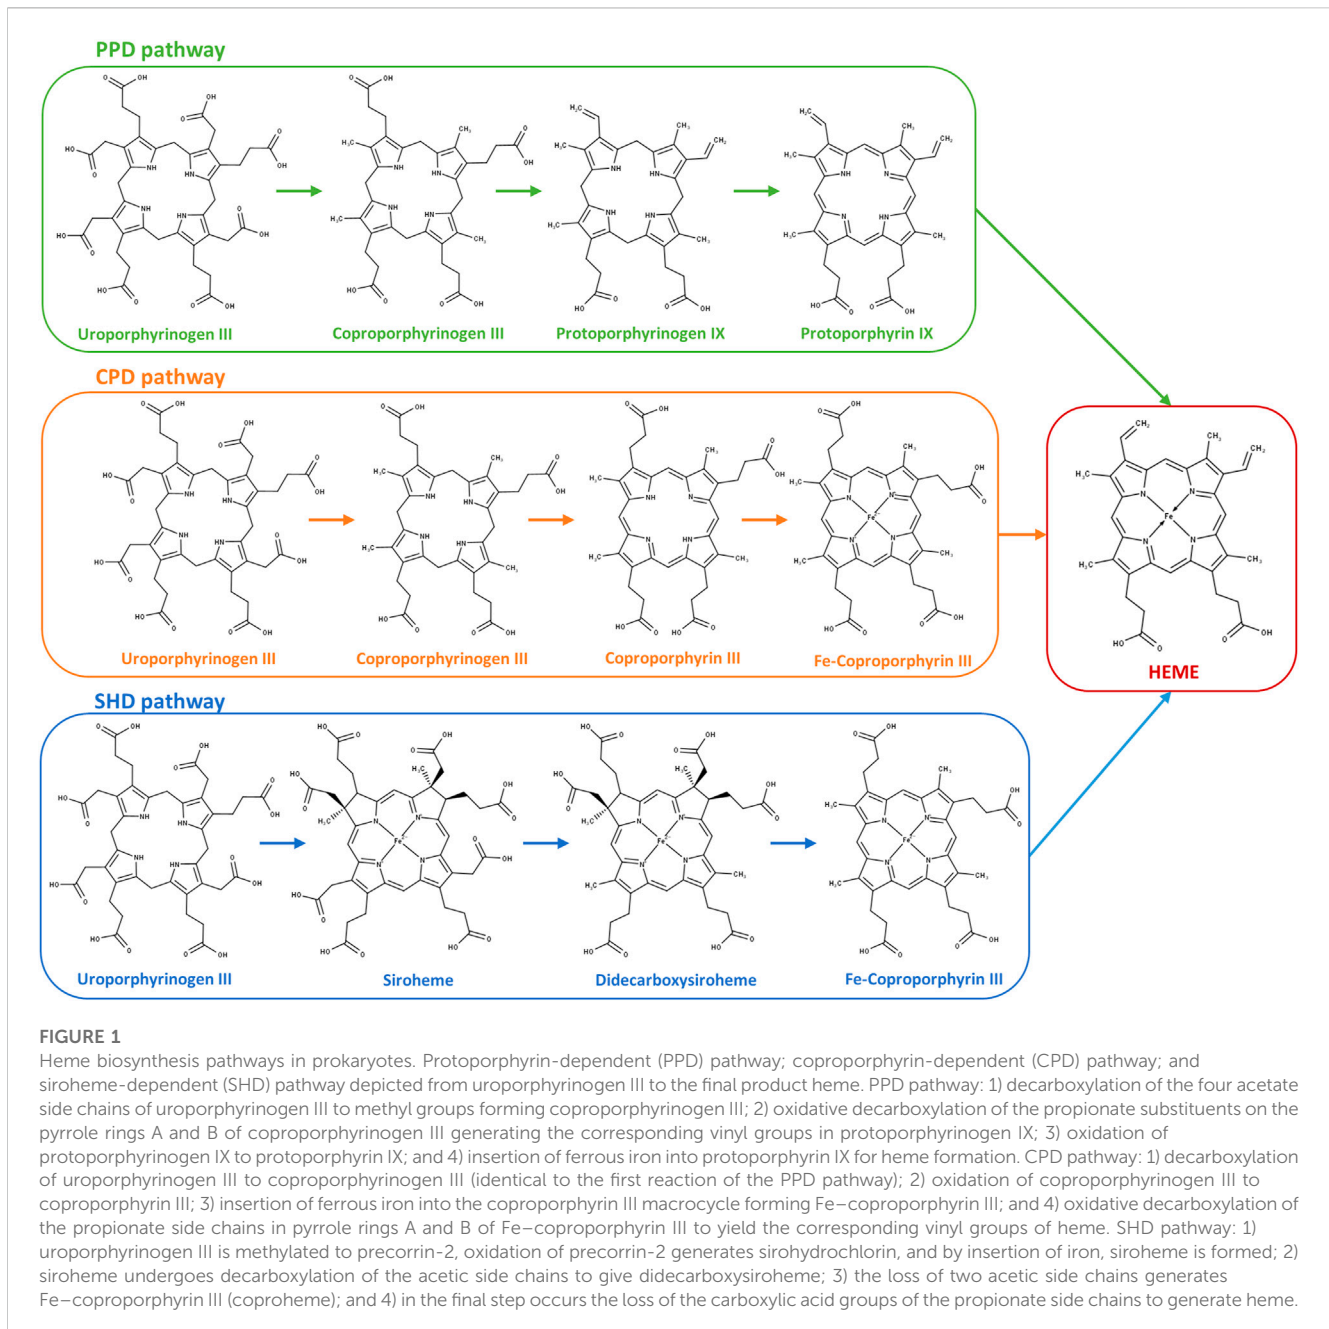 PPD pathway
Uroporphyrinogen III
Coproporphyrinogen III
Protoporphyrinogen IX
Protoporphyrin IX
CPD pathway
Uroporphyrinogen III
Coproporphyrinogen III
Coproporphyrin III
Fe-Coproporphyrin III
HEME
SHD pathway
Uroporphyrinogen III
Siroheme
Didecarboxysiroheme
Fe-Coproporphyrin III
FIGURE 1
Heme biosynthesis pathways in prokaryotes. Protoporphyrin-dependent (PPD) pathway; coproporphyrin-dependent (CPD) pathway; and
siroheme-dependent (SHD) pathway depicted from uroporphyrinogen III to the final product heme. PPD pathway: 1) decarboxylation of the four acetate
side chains of uroporphyrinogen III to methyl groups forming coproporphyrinogen III; 2) oxidative decarboxylation of the propionate substituents on the
pyrrole rings A and B of coproporphyrinogen III generating the corresponding vinyl groups in protoporphyrinogen IX; 3) oxidation of
protoporphyrinogen IX to protoporphyrin IX; and 4) insertion of ferrous iron into protoporphyrin IX for heme formation. CPD pathway: 1) decarboxylation
of uroporphyrinogen III to coproporphyrinogen III (identical to the first reaction of the PPD pathway); 2) oxidation of coproporphyrinogen III to
coproporphyrin III; 3) insertion of ferrous iron into the coproporphyrin III macrocycle forming Fe–coproporphyrin III; and 4) oxidative decarboxylation of
the propionate side chains in pyrrole rings A and B of Fe–coproporphyrin III to yield the corresponding vinyl groups of heme. SHD pathway: 1)
uroporphyrinogen III is methylated to precorrin-2, oxidation of precorrin-2 generates sirohydrochlorin, and by insertion of iron, siroheme is formed; 2)
siroheme undergoes decarboxylation of the acetic side chains to give didecarboxysiroheme; 3) the loss of two acetic side chains generates
Fe–coproporphyrin III (coproheme); and 4) in the final step occurs the loss of the carboxylic acid groups of the propionate side chains to generate heme.